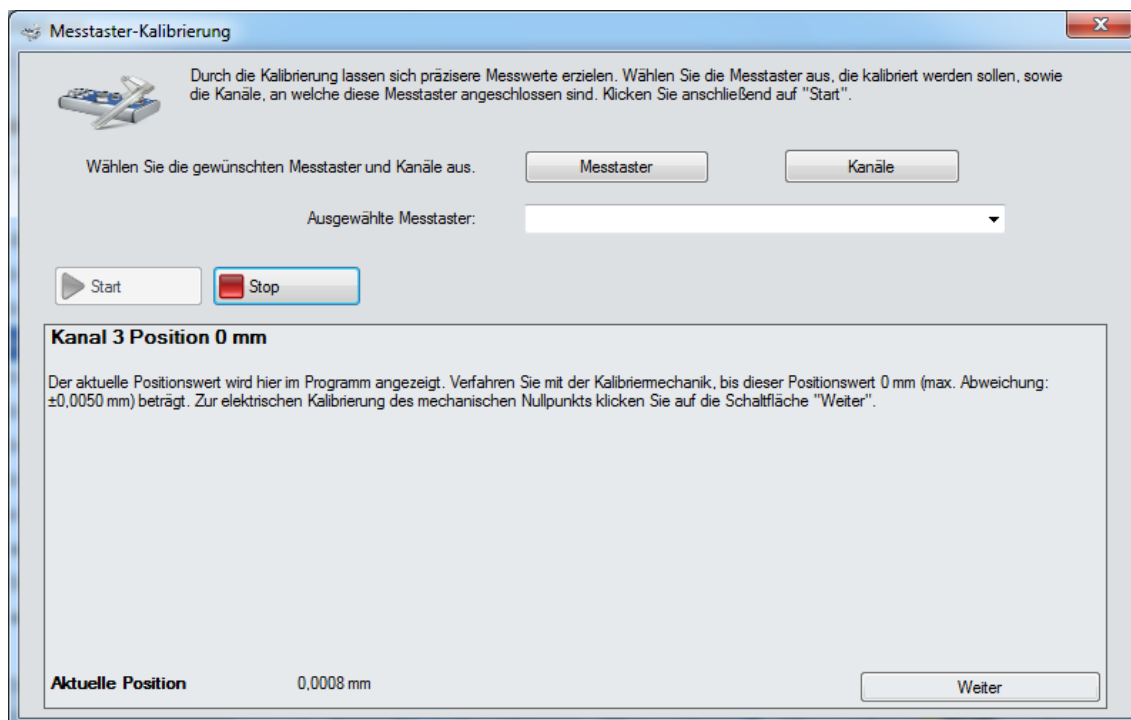 Messtaster-Kalibrierung
Durch die Kalibrierung lassen sich präzisere Messwerte erzielen. Wählen Sie die Messtaster aus, die kalibriert werden sollen, sowie
die Kanäle, an welche diese Messtaster angeschlossen sind. Klicken Sie anschließend auf "Start".
Wählen Sie die gewünschten Messtaster und Kanäle aus. Messtaster Kanäle
Ausgewählte Messtaster:
Start Stop
Kanal 3 Position 0 mm
Der aktuelle Positionswert wird hier im Programm angezeigt. Verfahren Sie mit der Kalibriermechanik, bis dieser Positionswert 0 mm (max. Abweichung:
±0,0050 mm) beträgt. Zur elektrischen Kalibrierung des mechanischen Nullpunkts klicken Sie auf die Schaltfläche "Weiter".
Aktuelle Position 0,0008 mm Weiter